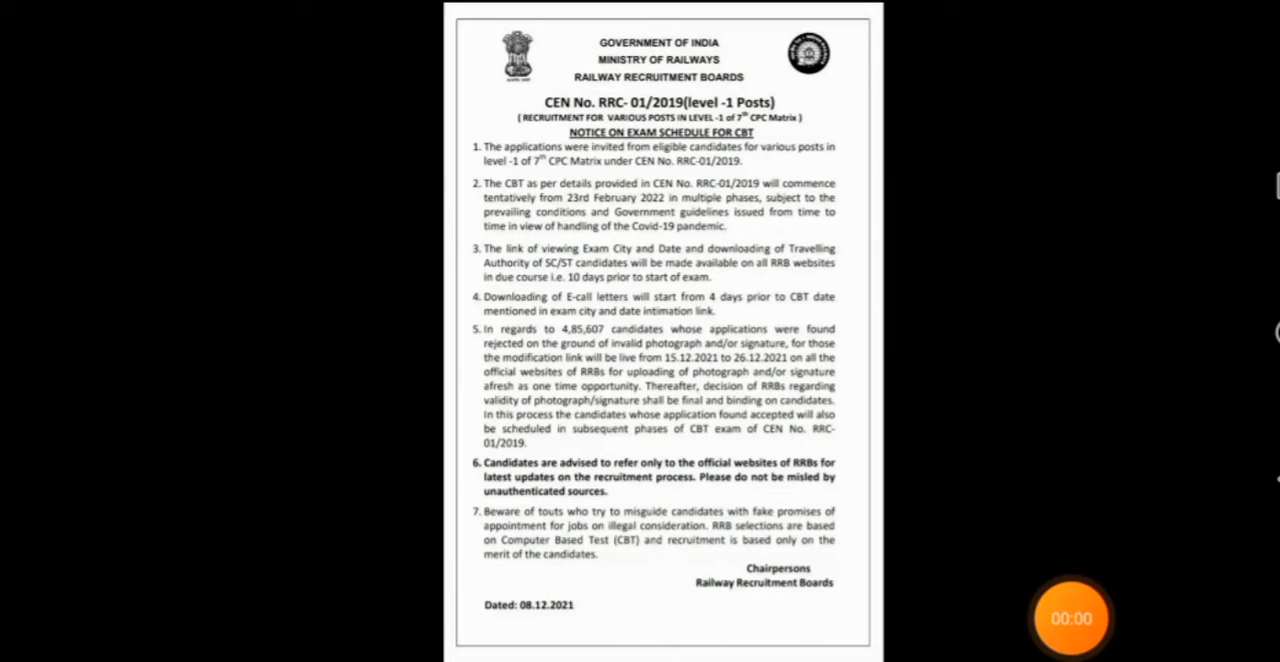 GOVERNMENT OF INDIA
MINISTRY OF RAILWAYS
RAILWAY RECRUITMENT BOARDS
CEN No. RRC- 01/2019(level -1 Posts)
( RECRUITMENT FOR VARIOUS POSTS IN LEVEL -1 of 7th CPC Matrix )
NOTICE ON EXAM SCHEDULE FOR CBT
1. The applications were invited from eligible candidates for various posts in
level -1 of 7th CPC Matrix under CEN No. RRC-01/2019.
2. The CBT as per details provided in CEN No. RRC-01/2019 will commence
tentatively from 23rd February 2022 in multiple phases, subject to the
prevailing conditions and Government guidelines issued from time to
time in view of handling of the Covid-19 pandemic.
3. The link of viewing Exam City and Date and downloading of Travelling
Authority of SC/ST candidates will be made available on all RRB websites
in due course i.e. 10 days prior to start of exam.
4. Downloading of E-call letters will start from 4 days prior to CBT date
mentioned in exam city and date intimation link.
5. In regards to 4,85,607 candidates whose applications were found
rejected on the ground of invalid photograph and/or signature, for those
the modification link will be live from 15.12.2021 to 26.12.2021 on all the
official websites of RRBs for uploading of photograph and/or signature
afresh as one time opportunity. Thereafter, decision of RRBs regarding
validity of photograph/signature shall be final and binding on candidates.
In this process the candidates whose application found accepted will also
be scheduled in subsequent phases of CBT exam of CEN No. RRC-
01/2019.
6. Candidates are advised to refer only to the official websites of RRBs for
latest updates on the recruitment process. Please do not be misled by
unauthenticated sources.
7. Beware of touts who try to misguide candidates with fake promises of
appointment for jobs on illegal consideration. RRB selections are based
on Computer Based Test (CBT) and recruitment is based only on the
merit of the candidates.
Chairpersons
Railway Recruitment Boards
Dated: 08.12.2021
00:00